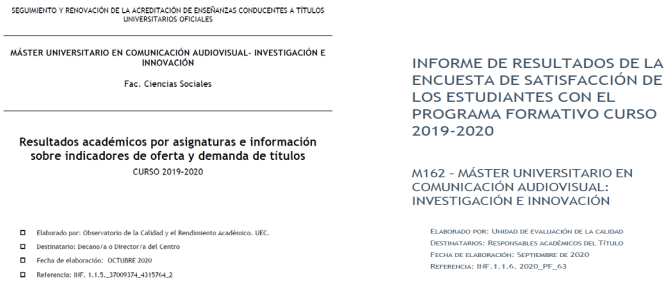 SEGUIMIENTO Y RENOVACIÓN DE LA ACREDITACIÓN DE ENSEÑANZAS CONDUCENTES A TÍTULOS
UNIVERSITARIOS OFICIALES
MÁSTER UNIVERSITARIO EN COMUNICACIÓN AUDIOVISUAL- INVESTIGACIÓN E
INNOVACIÓN
Fac. Ciencias Sociales
Resultados académicos por asignaturas e información
sobre indicadores de oferta y demanda de títulos
CURSO 2019-2020
Elaborado por: Observatorio de la Calidad y el Rendimiento Académico. UEC.
Destinatario: Decano/a o Director/a del Centro
Fecha de elaboración: OCTUBRE 2020
Referencia: INF. 1.1.5._37009374_4315764_2
INFORME DE RESULTADOS DE LA
ENCUESTA DE SATISFACCIÓN DE
LOS ESTUDIANTES CON EL
PROGRAMA FORMATIVO CURSO
2019-2020
M162 – MÁSTER UNIVERSITARIO EN
COMUNICACIÓN AUDIOVISUAL:
INVESTIGACIÓN E INNOVACIÓN
ELABORADO POR: UNIDAD DE EVALUACIÓN DE LA CALIDAD
DESTINATARIOS: RESPONSABLES ACADÉMICOS DEL TÍTULO
FECHA DE ELABORACIÓN: SEPTIEMBRE DE 2020
REFERENCIA: INF.1.1.6. 2020_PF_63